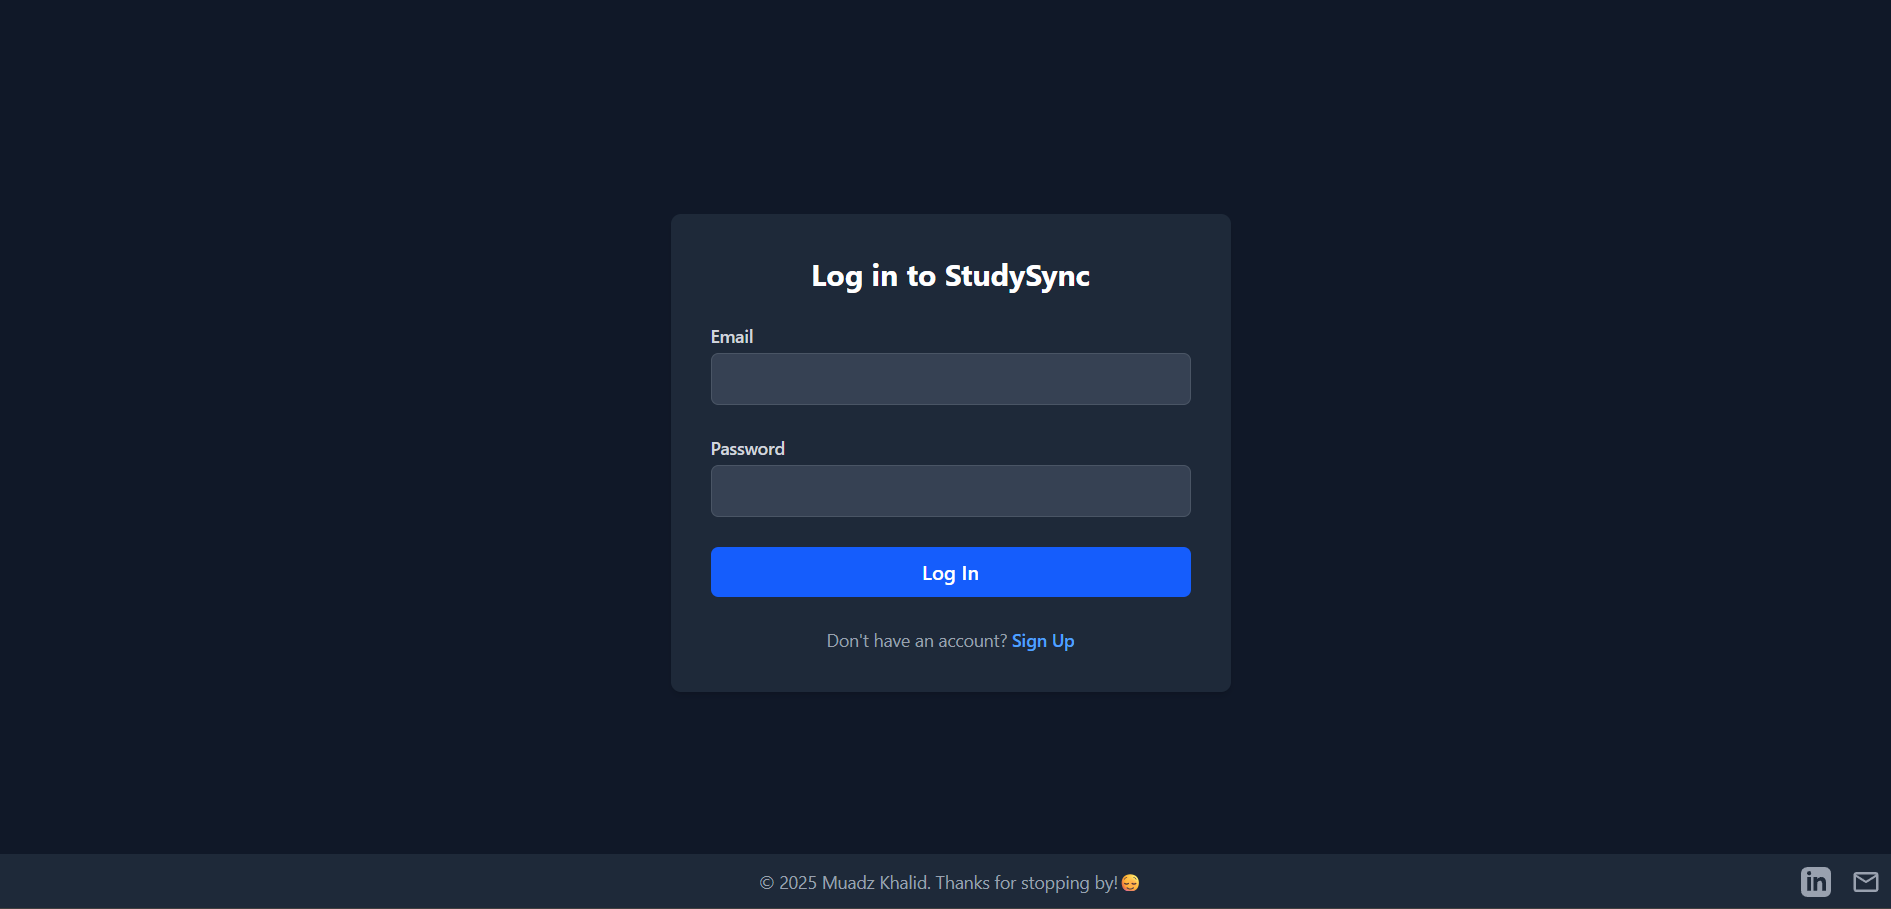 Log in to StudySync
Email
Password
Log In
Don't have an account? Sign Up
© 2025 Muadz Khalid. Thanks for stopping by!😌
in